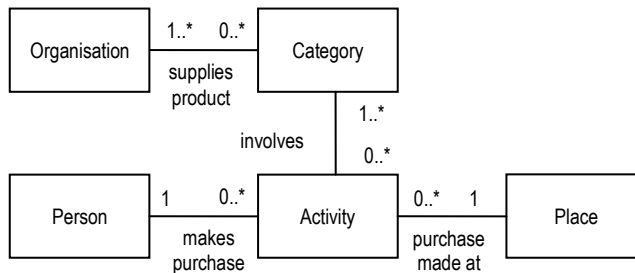 1..* 0..*
Organisation
Category
supplies
product
1..*
involves
0..*
1 0..*
0..* 1
Person
Activity
Place
makes
purchase
purchase
made at